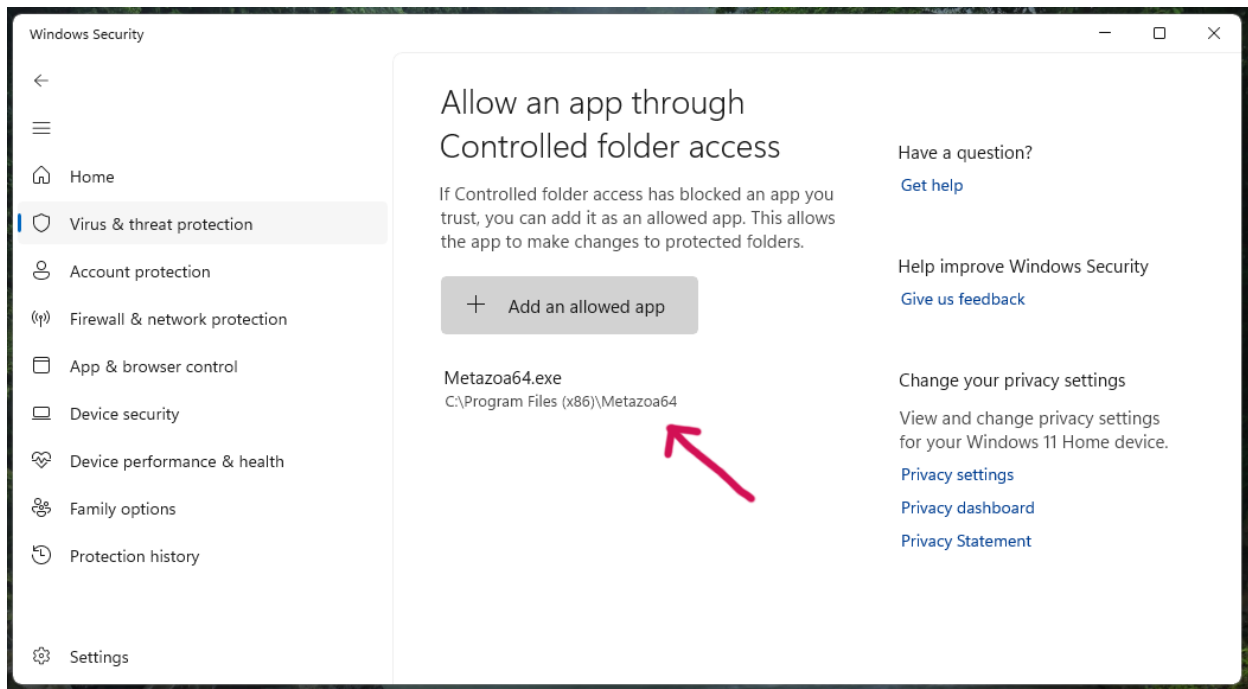 Windows Security
Home
Virus & threat protection
Account protection
Firewall & network protection
App & browser control
Device security
Device performance & health
Family options
Protection history
Settings
Allow an app through
Controlled folder access
If Controlled folder access has blocked an app you
trust, you can add it as an allowed app. This allows
the app to make changes to protected folders.
Add an allowed app
Metazoa64.exe
C:\Program Files (x86)\Metazoa64
Have a question?
Get help
Help improve Windows Security
Give us feedback
Change your privacy settings
View and change privacy settings
for your Windows 11 Home device.
Privacy settings
Privacy dashboard
Privacy Statement